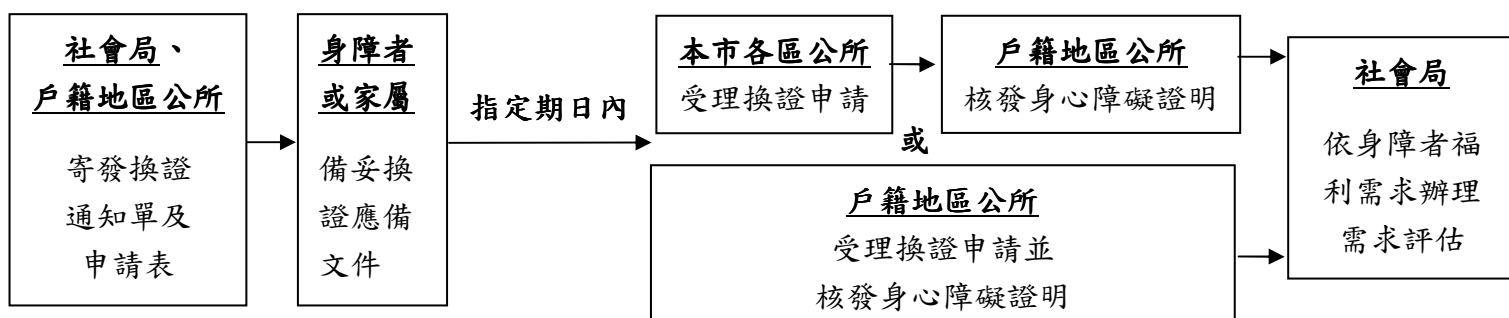 社會局、
戶籍地區公所
寄發換證
通知單及
申請表
身障者
或家屬
備妥換
證應備
文件
指定期日內
本市各區公所
受理換證申請
戶籍地區公所
核發身心障礙證明
或
戶籍地區公所
受理換證申請並
核發身心障礙證明
社會局
依身障者福
利需求辦理
需求評估